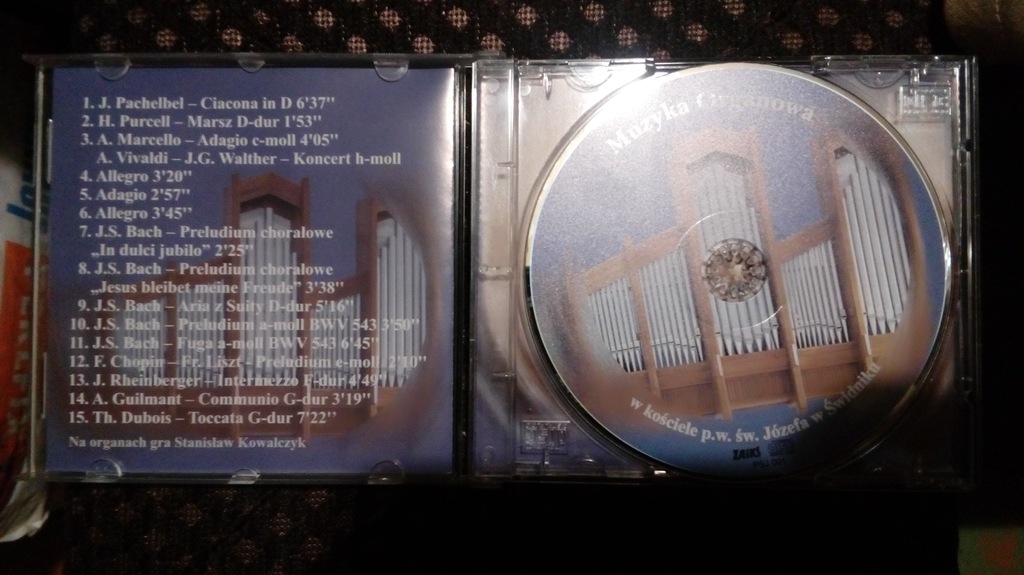 1. J. Pachelbel – Ciacona in D 6'37''
2. H. Purcell – Marsz D-dur 1'53''
3. A. Marcello – Adagio c-moll 4'05''
A. Vivaldi – J.G. Walther – Koncert h-moll
4. Allegro 3'20''
5. Adagio 2'57''
6. Allegro 3'45''
7. J.S. Bach – Preludium chorałowe
„In dulci jubilo” 2'25''
8. J.S. Bach – Preludium chorałowe
„Jesus bleibet meine Freude” 3'38''
9. J.S. Bach – Aria z Suity D-dur 5'16''
10. J.S. Bach – Preludium a-moll BWV 543 3'50''
11. J.S. Bach – Fuga a-moll BWV 543 6'45''
12. F. Chopin – Fr. Liszt - Preludium e-moll 2'10''
13. J. Rheinberger – Intermezzo F-dur 4'49''
14. A. Guilmant – Communio G-dur 3'19''
15. Th. Dubois – Toccata G-dur 7'22''
Na organach gra Stanisław Kowalczyk
Muzyka Organowa
w kościele p.w. św. Józefa w Świdniku
ZAIKS